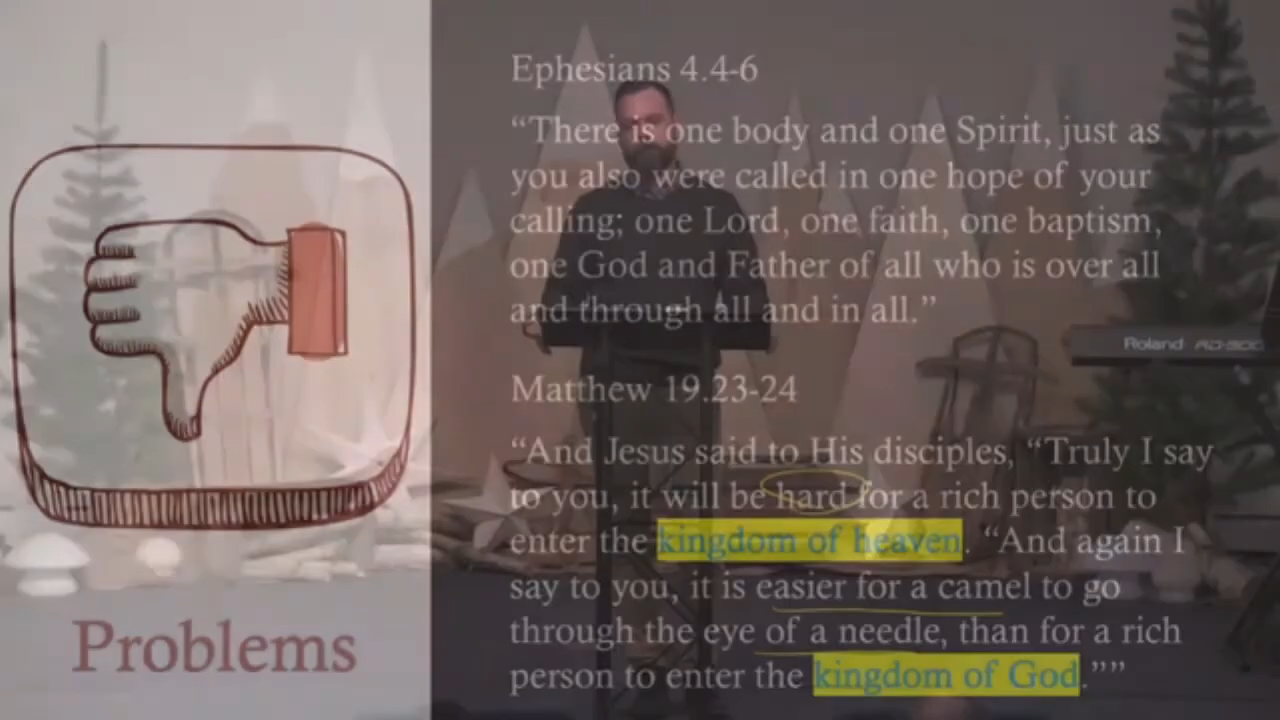 Ephesians 4.4-6
“There is one body and one Spirit, just as
you also were called in one hope of your
calling; one Lord, one faith, one baptism,
one God and Father of all who is over all
and through all and in all.”
Matthew 19.23-24
“And Jesus said to His disciples, “Truly I say
to you, it will be hard for a rich person to
enter the kingdom of heaven. “And again I
say to you, it is easier for a camel to go
through the eye of a needle, than for a rich
person to enter the kingdom of God.””
Problems
Roland